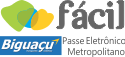 fácil
Biguaçu
Passe Eletrônico
Metropolitano